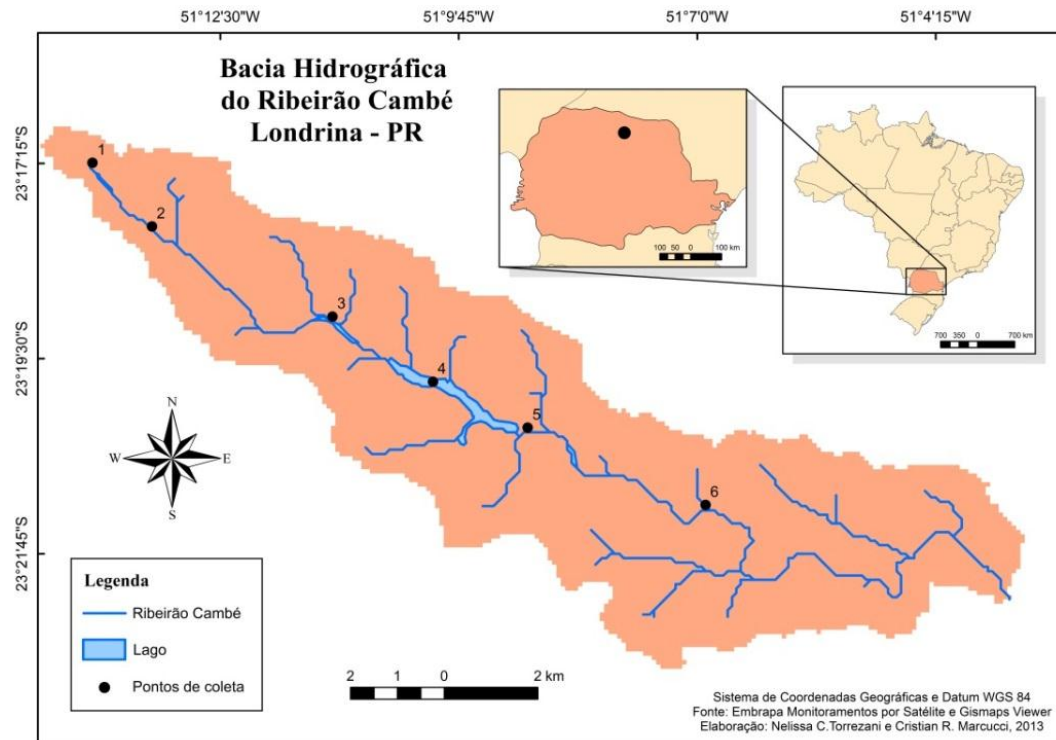 51°12'30"W
51°9'45"W
51°7'0"W
51°4'15"W
Bacia Hidrográfica
do Ribeirão Cambé
Londrina - PR
23°17'15"S
23°19'30"S
23°21'45"S
1
2
3
4
5
6
100 50 0 100 km
700 350 0 700 km
N
W E
S
Legenda
Ribeirão Cambé
Lago
Pontos de coleta
2 1 0 2 km
Sistema de Coordenadas Geográficas e Datum WGS 84
Fonte: Embrapa Monitoramentos por Satélite e Gismaps Viewer
Elaboração: Nelissa C.Torrezani e Cristian R. Marcucci, 2013